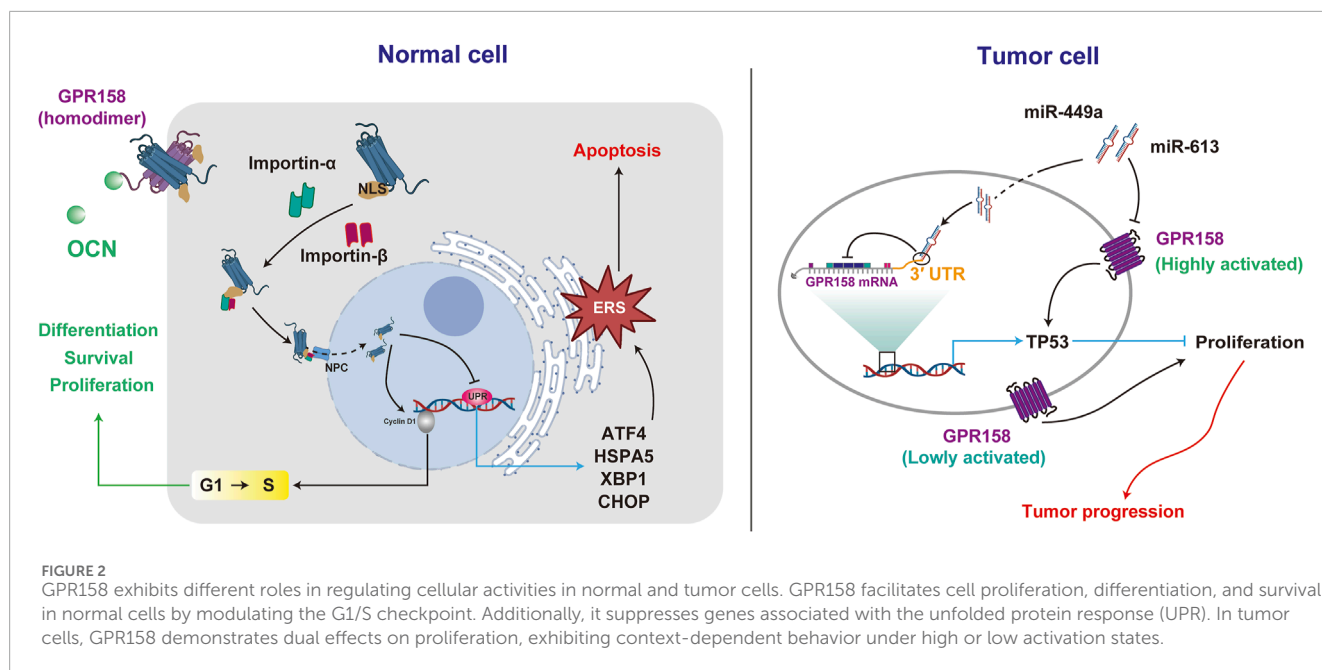 Normal cell
GPR158
(homodimer)
OCN
Importin-α
NLS
Importin-β
NPC
Cyclin D1
UPR
Apoptosis
ERS
ATF4
HSPA5
XBP1
CHOP
Differentiation
Survival
Proliferation
G1 → S
Tumor cell
miR-449a
miR-613
GPR158
(Highly activated)
3′ UTR
GPR158 mRNA
TP53
Proliferation
GPR158
(Lowly activated)
Tumor progression
FIGURE 2
GPR158 exhibits different roles in regulating cellular activities in normal and tumor cells. GPR158 facilitates cell proliferation, differentiation, and survival
in normal cells by modulating the G1/S checkpoint. Additionally, it suppresses genes associated with the unfolded protein response (UPR). In tumor
cells, GPR158 demonstrates dual effects on proliferation, exhibiting context-dependent behavior under high or low activation states.